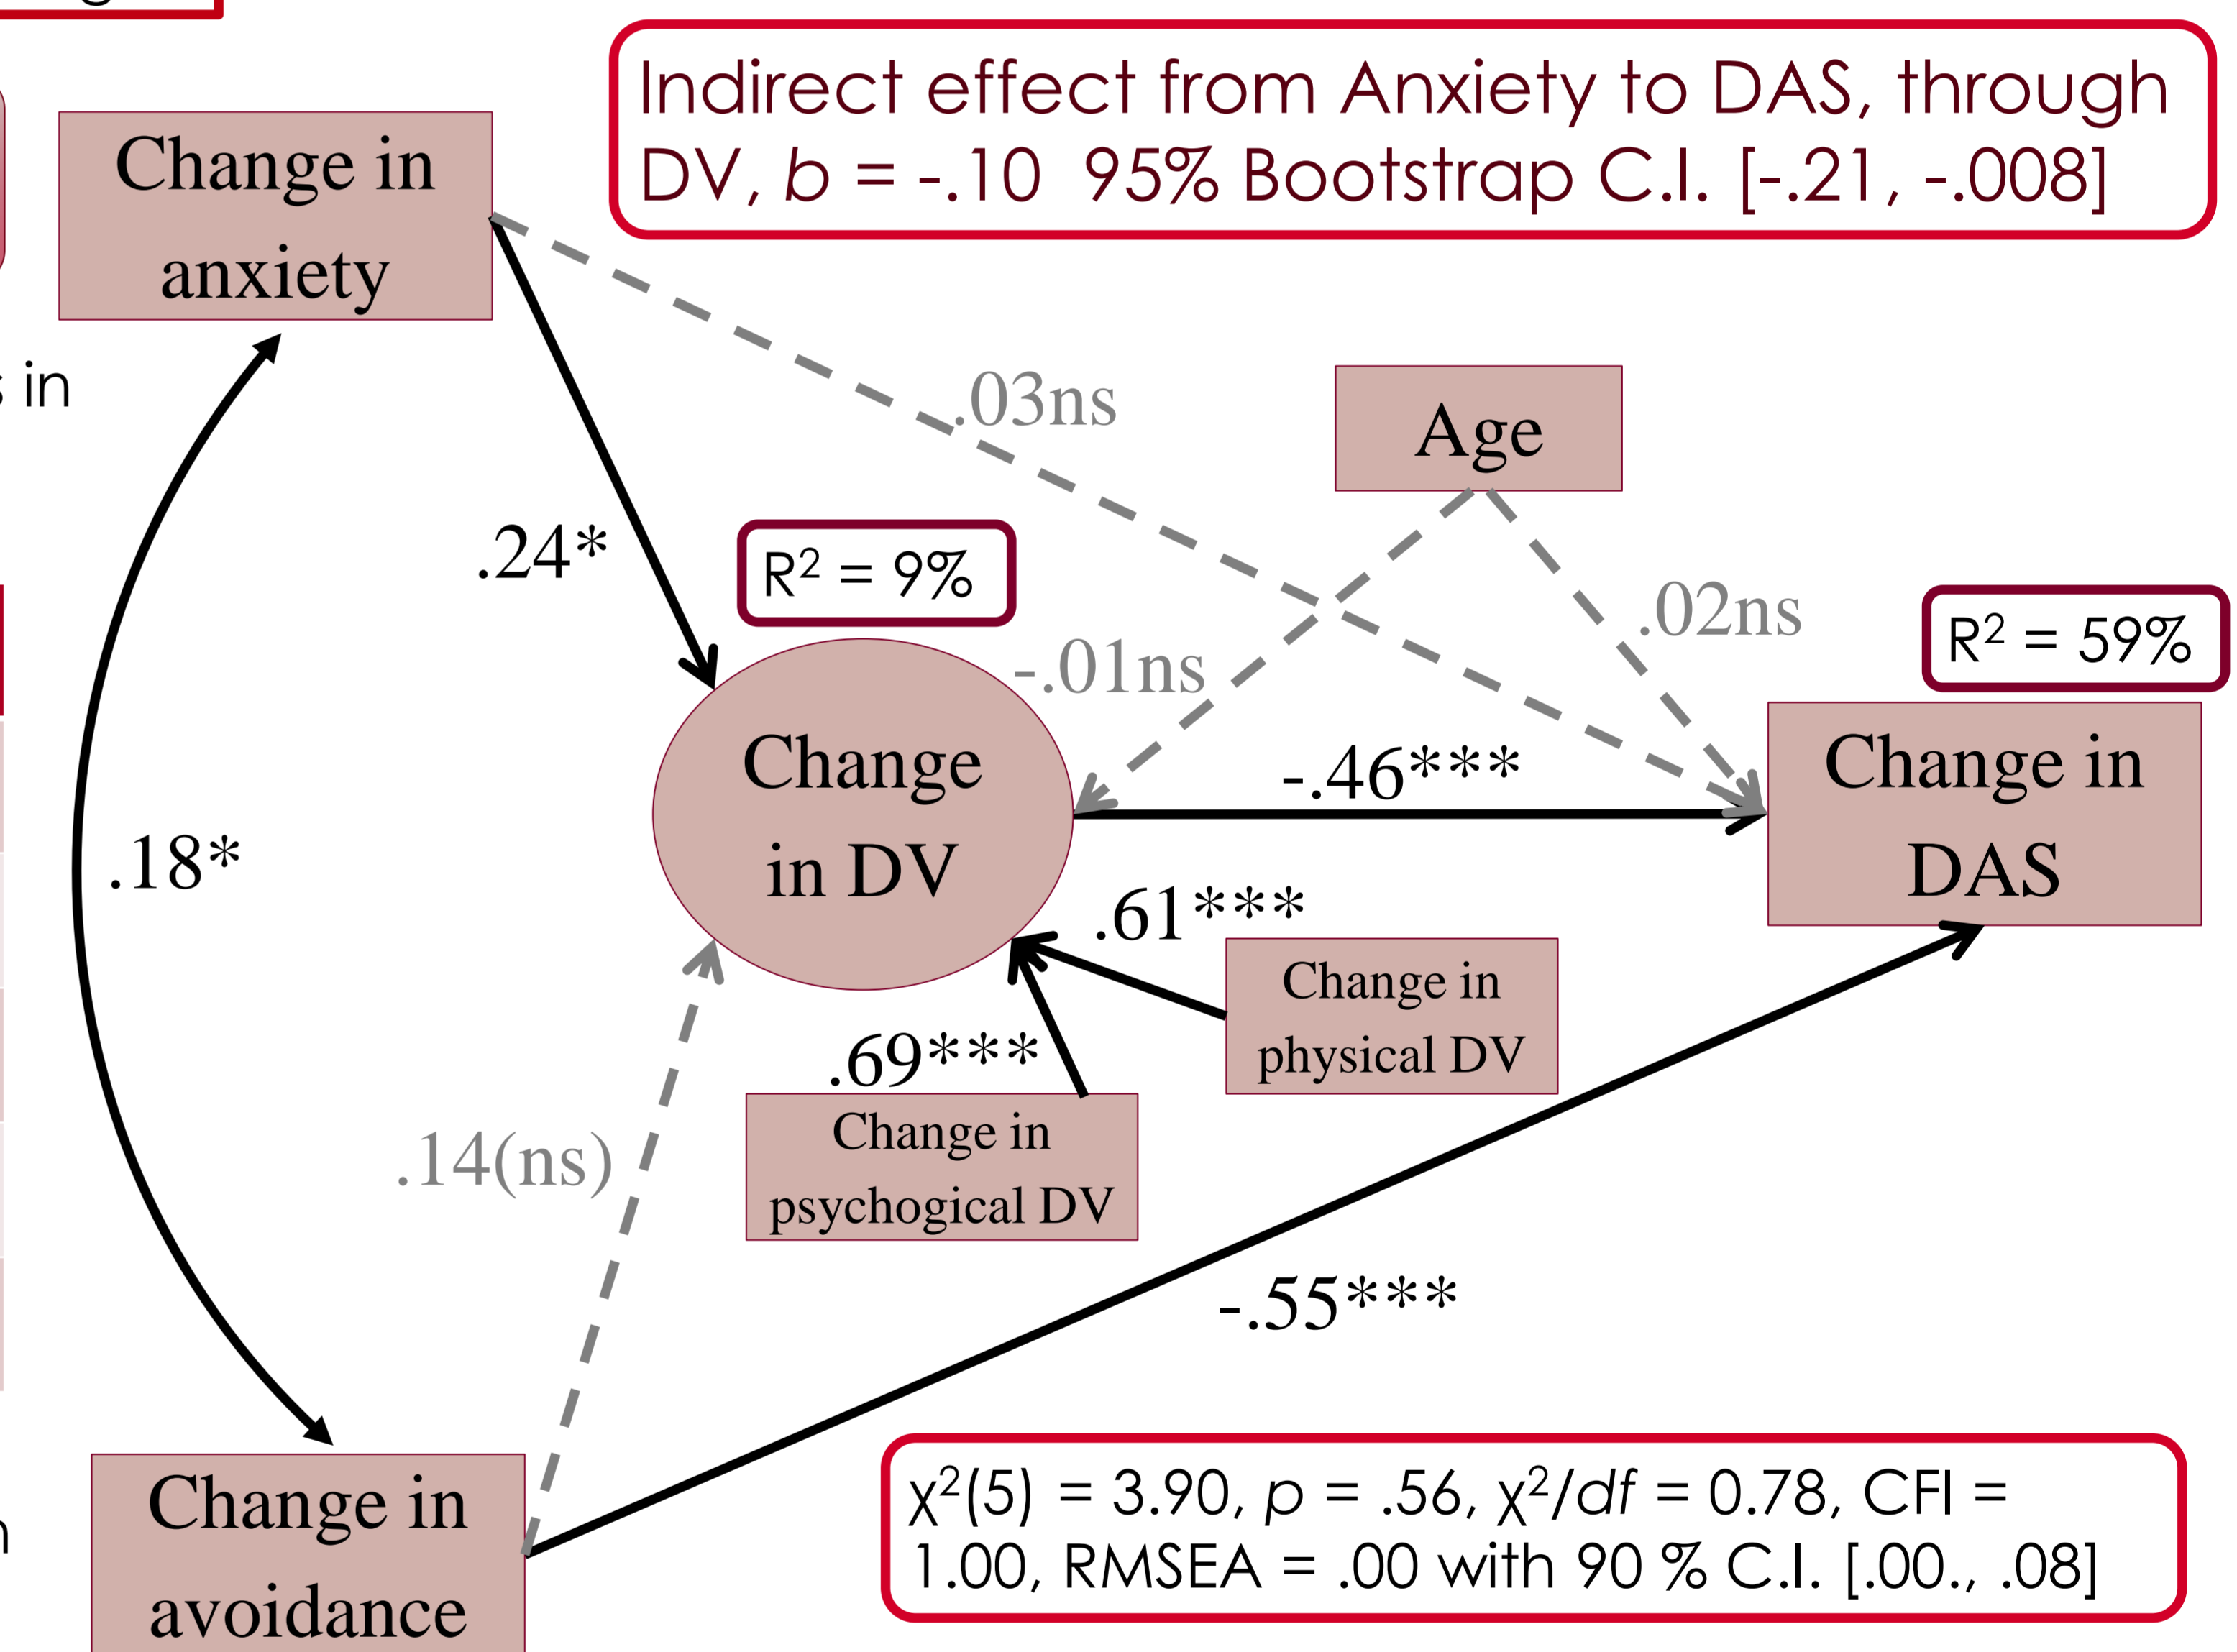 Indirect effect from Anxiety to DAS, through
DV, b = -.10 95% Bootstrap C.I. [-.21, -.008]
Change in
anxiety
s in
.03ns
Age
.24*
R² = 9%
-.01ns
.02ns
R² = 59%
Change
in DV
-.46***
Change in
DAS
.18*
.61***
Change in
physical DV
.69***
Change in
psychogical DV
.14(ns)
-.55***
Change in
avoidance
χ²(5) = 3.90, p = .56, χ²/df = 0.78, CFI =
1.00, RMSEA = .00 with 90 % C.I. [.00., .08]